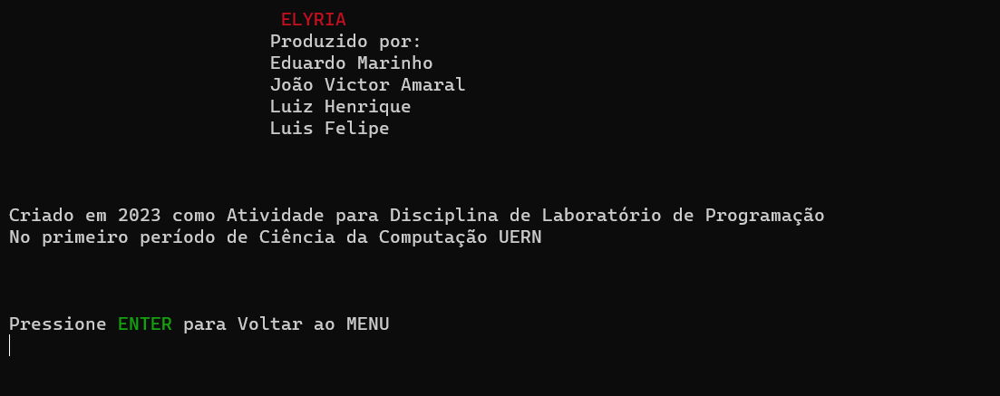 ELYRIA
Produzido por:
Eduardo Marinho
João Victor Amaral
Luiz Henrique
Luis Felipe
Criado em 2023 como Atividade para Disciplina de Laboratório de Programação
No primeiro período de Ciência da Computação UERN
Pressione ENTER para Voltar ao MENU